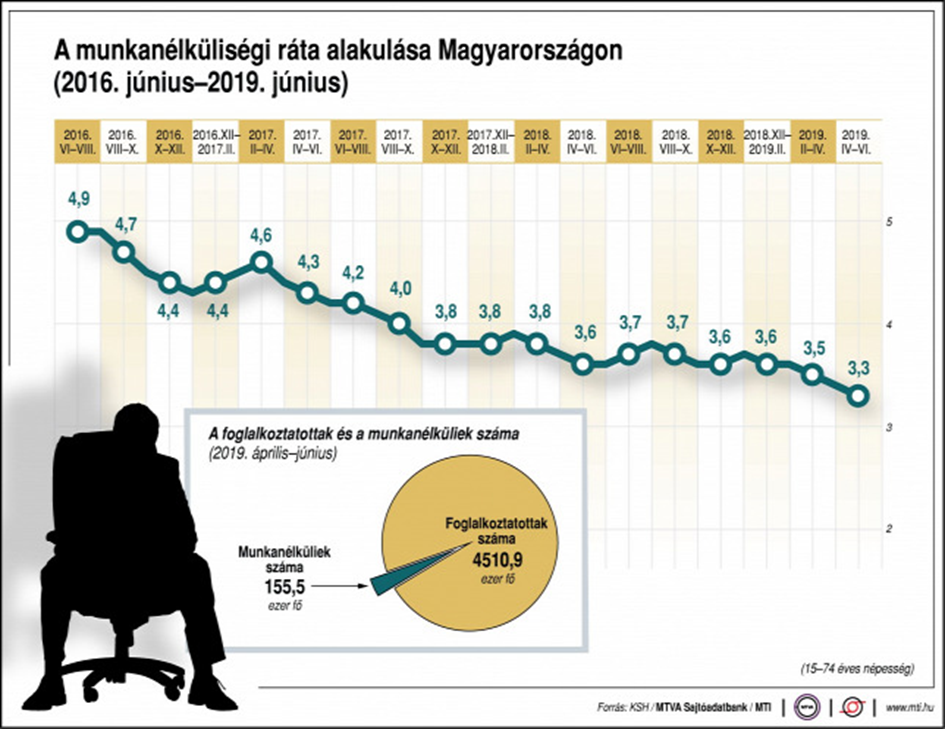 A munkanélküliségi ráta alakulása Magyarországon
(2016. június–2019. június)
2016. VI–VIII.
2016. VIII–X.
2016. X–XII.
2016.XII–2017.II.
2017. II–IV.
2017. IV–VI.
2017. VI–VIII.
2017. VIII–X.
2017. X–XII.
2017.XII–2018.II.
2018. II–IV.
2018. IV–VI.
2018. VI–VIII.
2018. VIII–X.
2018. X–XII.
2018.XII–2019.II.
2019. II–IV.
2019. IV–VI.
4,9
4,7
4,4
4,4
4,6
4,3
4,2
4,0
3,8
3,8
3,8
3,6
3,7
3,7
3,6
3,6
3,5
3,3
5
4
3
2
A foglalkoztatottak és a munkanélküliek száma
(2019. április–június)
Foglalkoztatottak
száma
4510,9
ezer fő
Munkanélküliek
száma
155,5
ezer fő
(15–74 éves népesség)
Forrás: KSH / MTVA Sajtóadatbank / MTI
MTVA
www.mti.hu